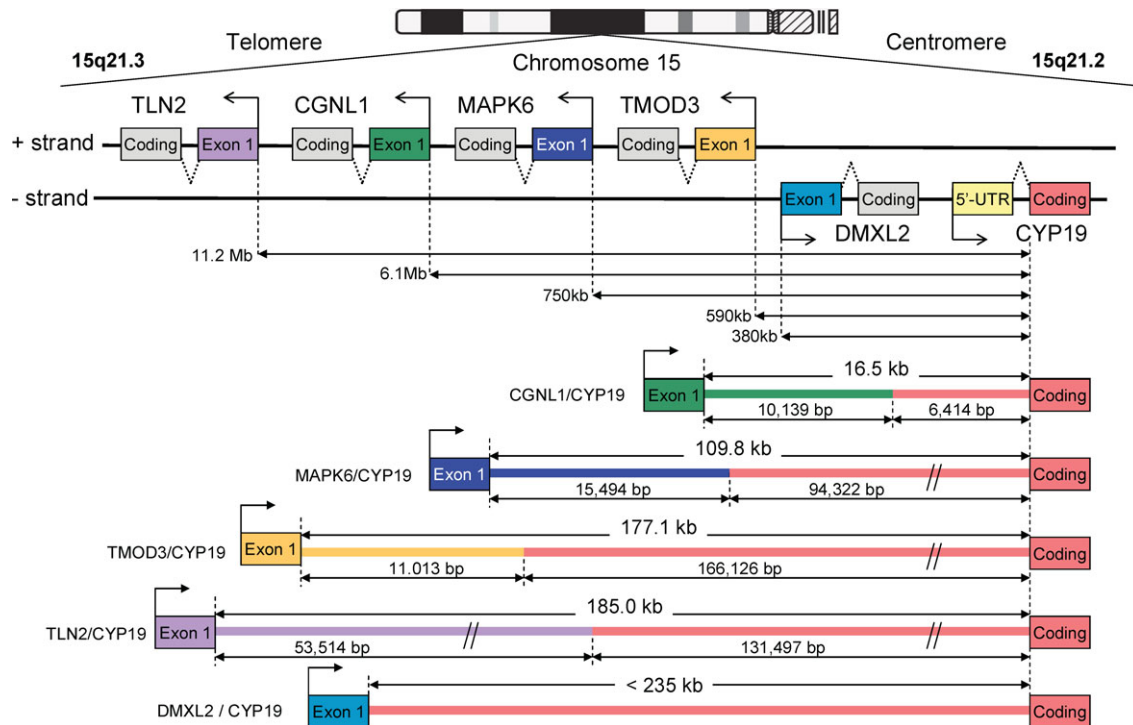 Telomere
Centromere
15q21.3
Chromosome 15
15q21.2
TLN2
CGNL1
MAPK6
TMOD3
+ strand
Coding
Exon 1
Coding
Exon 1
Coding
Exon 1
Coding
Exon 1
- strand
Exon 1
Coding
5'-UTR
Coding
DMXL2
CYP19
11.2 Mb
6.1Mb
750kb
590kb
380kb
16.5 kb
CGNL1/CYP19
Exon 1
Coding
10,139 bp
6,414 bp
109.8 kb
MAPK6/CYP19
Exon 1
//
Coding
15,494 bp
94,322 bp
177.1 kb
TMOD3/CYP19
Exon 1
//
Coding
11.013 bp
166,126 bp
185.0 kb
TLN2/CYP19
Exon 1
//
//
Coding
53,514 bp
131,497 bp
< 235 kb
DMXL2 / CYP19
Exon 1
Coding